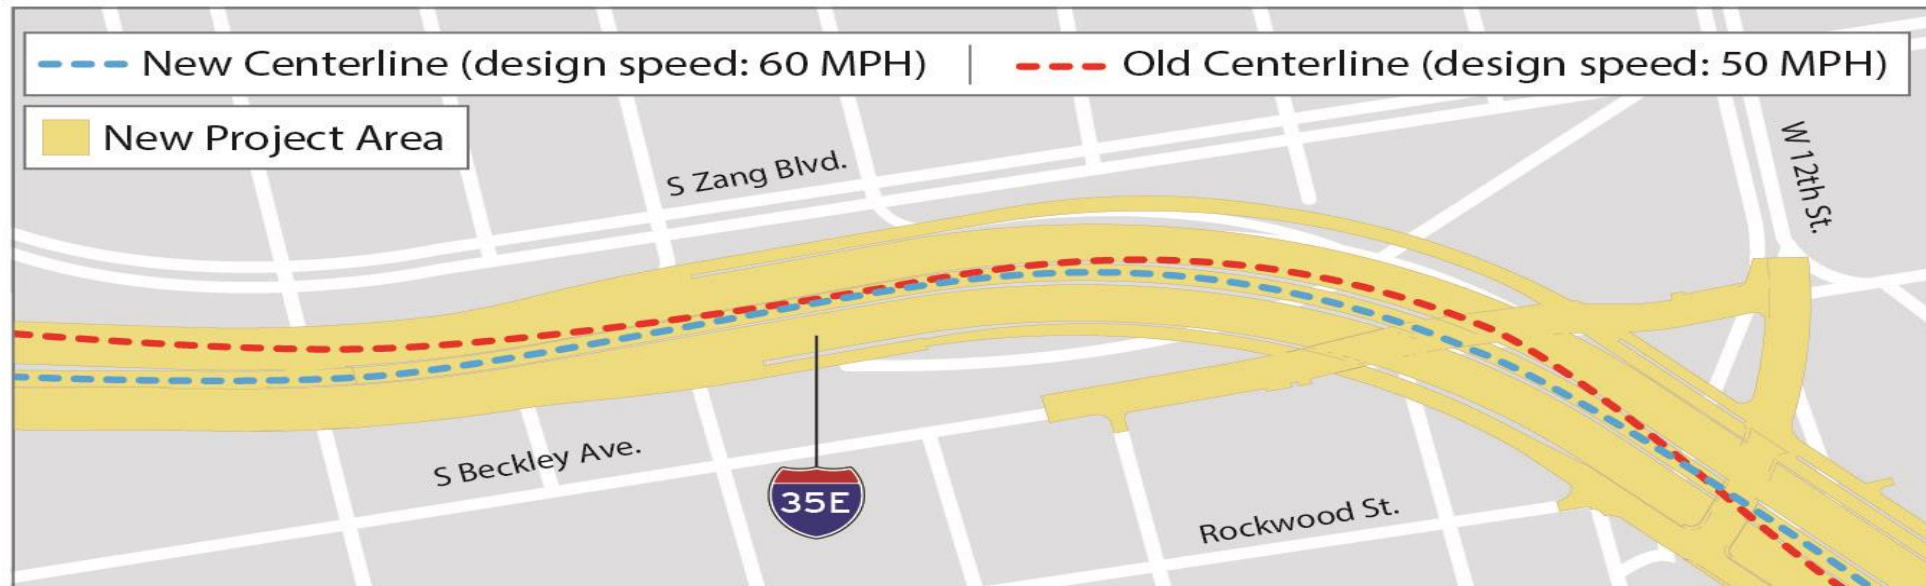 New Centerline (design speed: 60 MPH) | Old Centerline (design speed: 50 MPH)
New Project Area
S Zang Blvd.
W 12th St.
S Beckley Ave.
35E
Rockwood St.